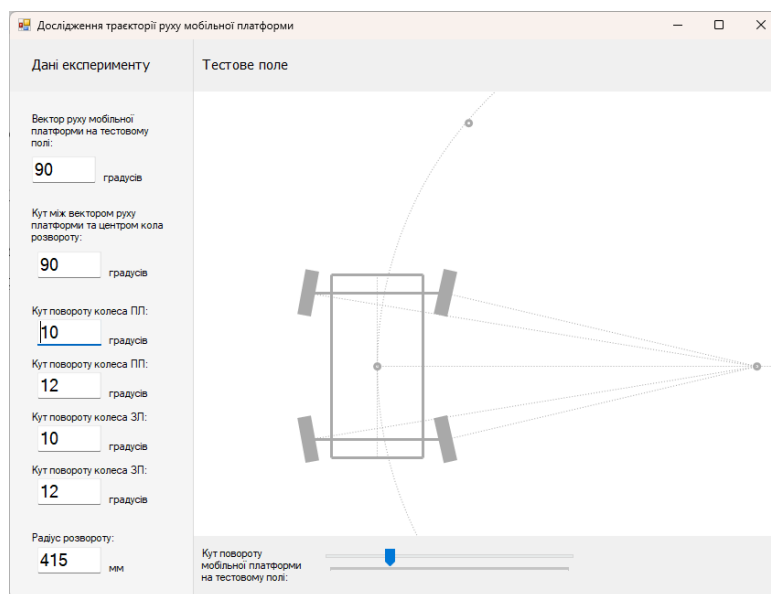 Дослідження траєкторії руху мобільної платформи
Дані експерименту
Тестове поле
Вектор руху мобільної
платформи на тестовому
полі:
90
градусів
Кут між вектором руху
платформи та центром кола
розвороту:
90
градусів
Кут повороту колеса ПЛ:
10
градусів
Кут повороту колеса ПП:
12
градусів
Кут повороту колеса ЗЛ:
10
градусів
Кут повороту колеса ЗП:
12
градусів
Радіус розвороту:
415
мм
Кут повороту
мобільної платформи
на тестовому полі: